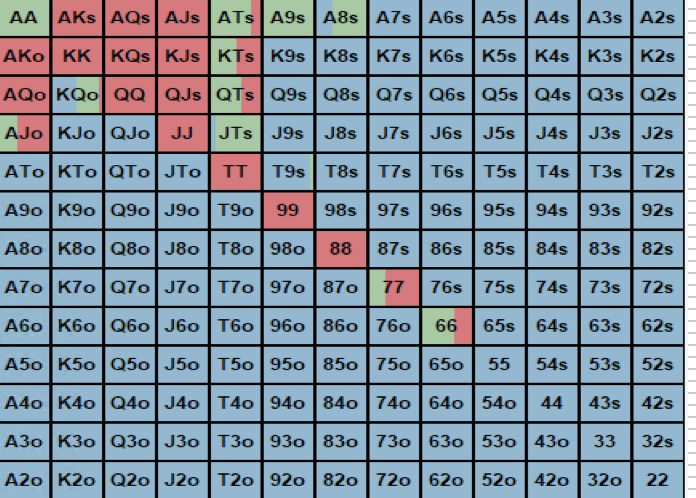 AA AKs AQs AJs ATs A9s A8s A7s A6s A5s A4s A3s A2s
AKo KK KQs KJs KTs K9s K8s K7s K6s K5s K4s K3s K2s
AQo KQo QQ QJs QTs Q9s Q8s Q7s Q6s Q5s Q4s Q3s Q2s
AJo KJo QJo JJ JTs J9s J8s J7s J6s J5s J4s J3s J2s
ATo KTo QTo JTo TT T9s T8s T7s T6s T5s T4s T3s T2s
A9o K9o Q9o J9o T9o 99 98s 97s 96s 95s 94s 93s 92s
A8o K8o Q8o J8o T8o 98o 88 87s 86s 85s 84s 83s 82s
A7o K7o Q7o J7o T7o 97o 87o 77 76s 75s 74s 73s 72s
A6o K6o Q6o J6o T6o 96o 86o 76o 66 65s 64s 63s 62s
A5o K5o Q5o J5o T5o 95o 85o 75o 65o 55 54s 53s 52s
A4o K4o Q4o J4o T4o 94o 84o 74o 64o 54o 44 43s 42s
A3o K3o Q3o J3o T3o 93o 83o 73o 63o 53o 43o 33 32s
A2o K2o Q2o J2o T2o 92o 82o 72o 62o 52o 42o 32o 22